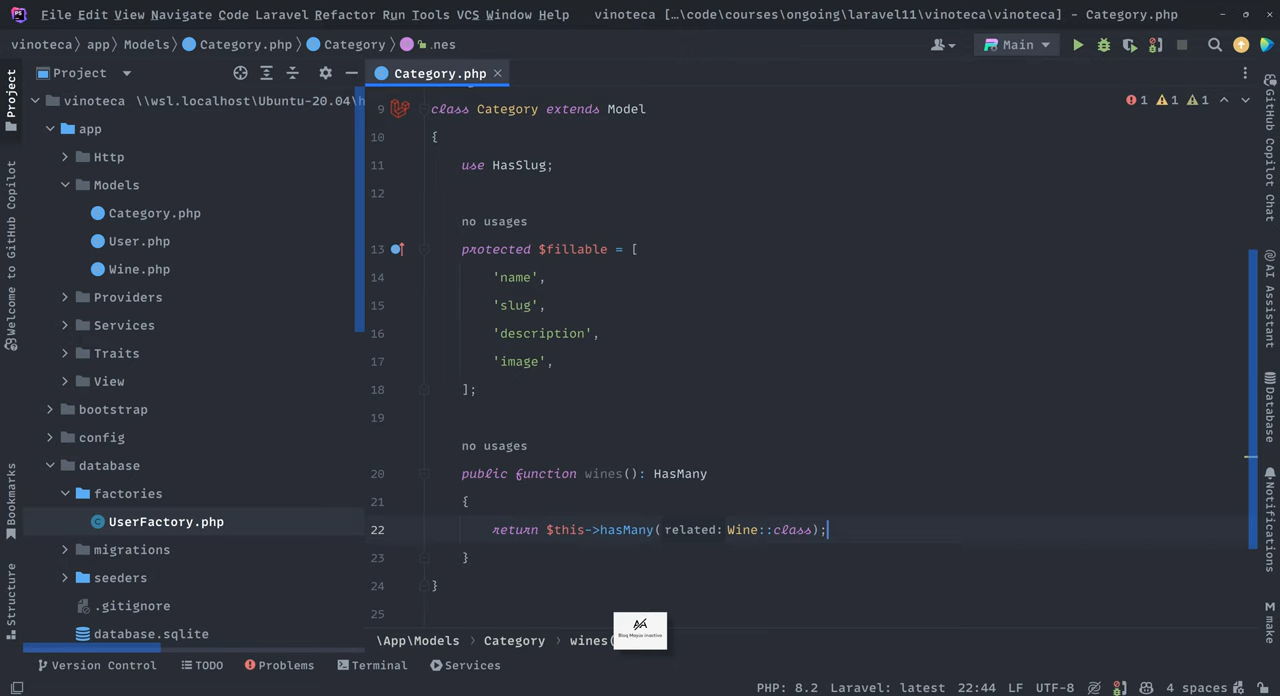 File Edit View Navigate Code Laravel Refactor Run Tools VCS Window Help vinoteca […\code\courses\ongoing\laravel11\vinoteca\vinoteca] - Category.php
vinoteca app Models Category.php Category .nes
Main
Project
Category.php
vinoteca \\wsl.localhost\Ubuntu-20.04\h
app
Http
Models
Category.php
User.php
Wine.php
Providers
Services
Traits
View
bootstrap
config
database
factories
UserFactory.php
migrations
seeders
.gitignore
database.sqlite
Project
Welcome to GitHub Copilot
Bookmarks
Structure
1 1 1
9 class Category extends Model
10 {
11 use HasSlug;
12
no usages
13 protected $fillable = [
14 'name',
15 'slug',
16 'description',
17 'image',
18 ];
19
no usages
20 public function wines(): HasMany
21 {
22 return $this->hasMany( related: Wine::class);
23 }
24 }
25
\App\Models Category wines(
Bloq Mayús inactivo
GitHub Copilot Chat
AI Assistant
Database
Notifications
make
Version Control TODO Problems Terminal Services
PHP: 8.2 Laravel: latest 22:44 LF UTF-8 4 spaces